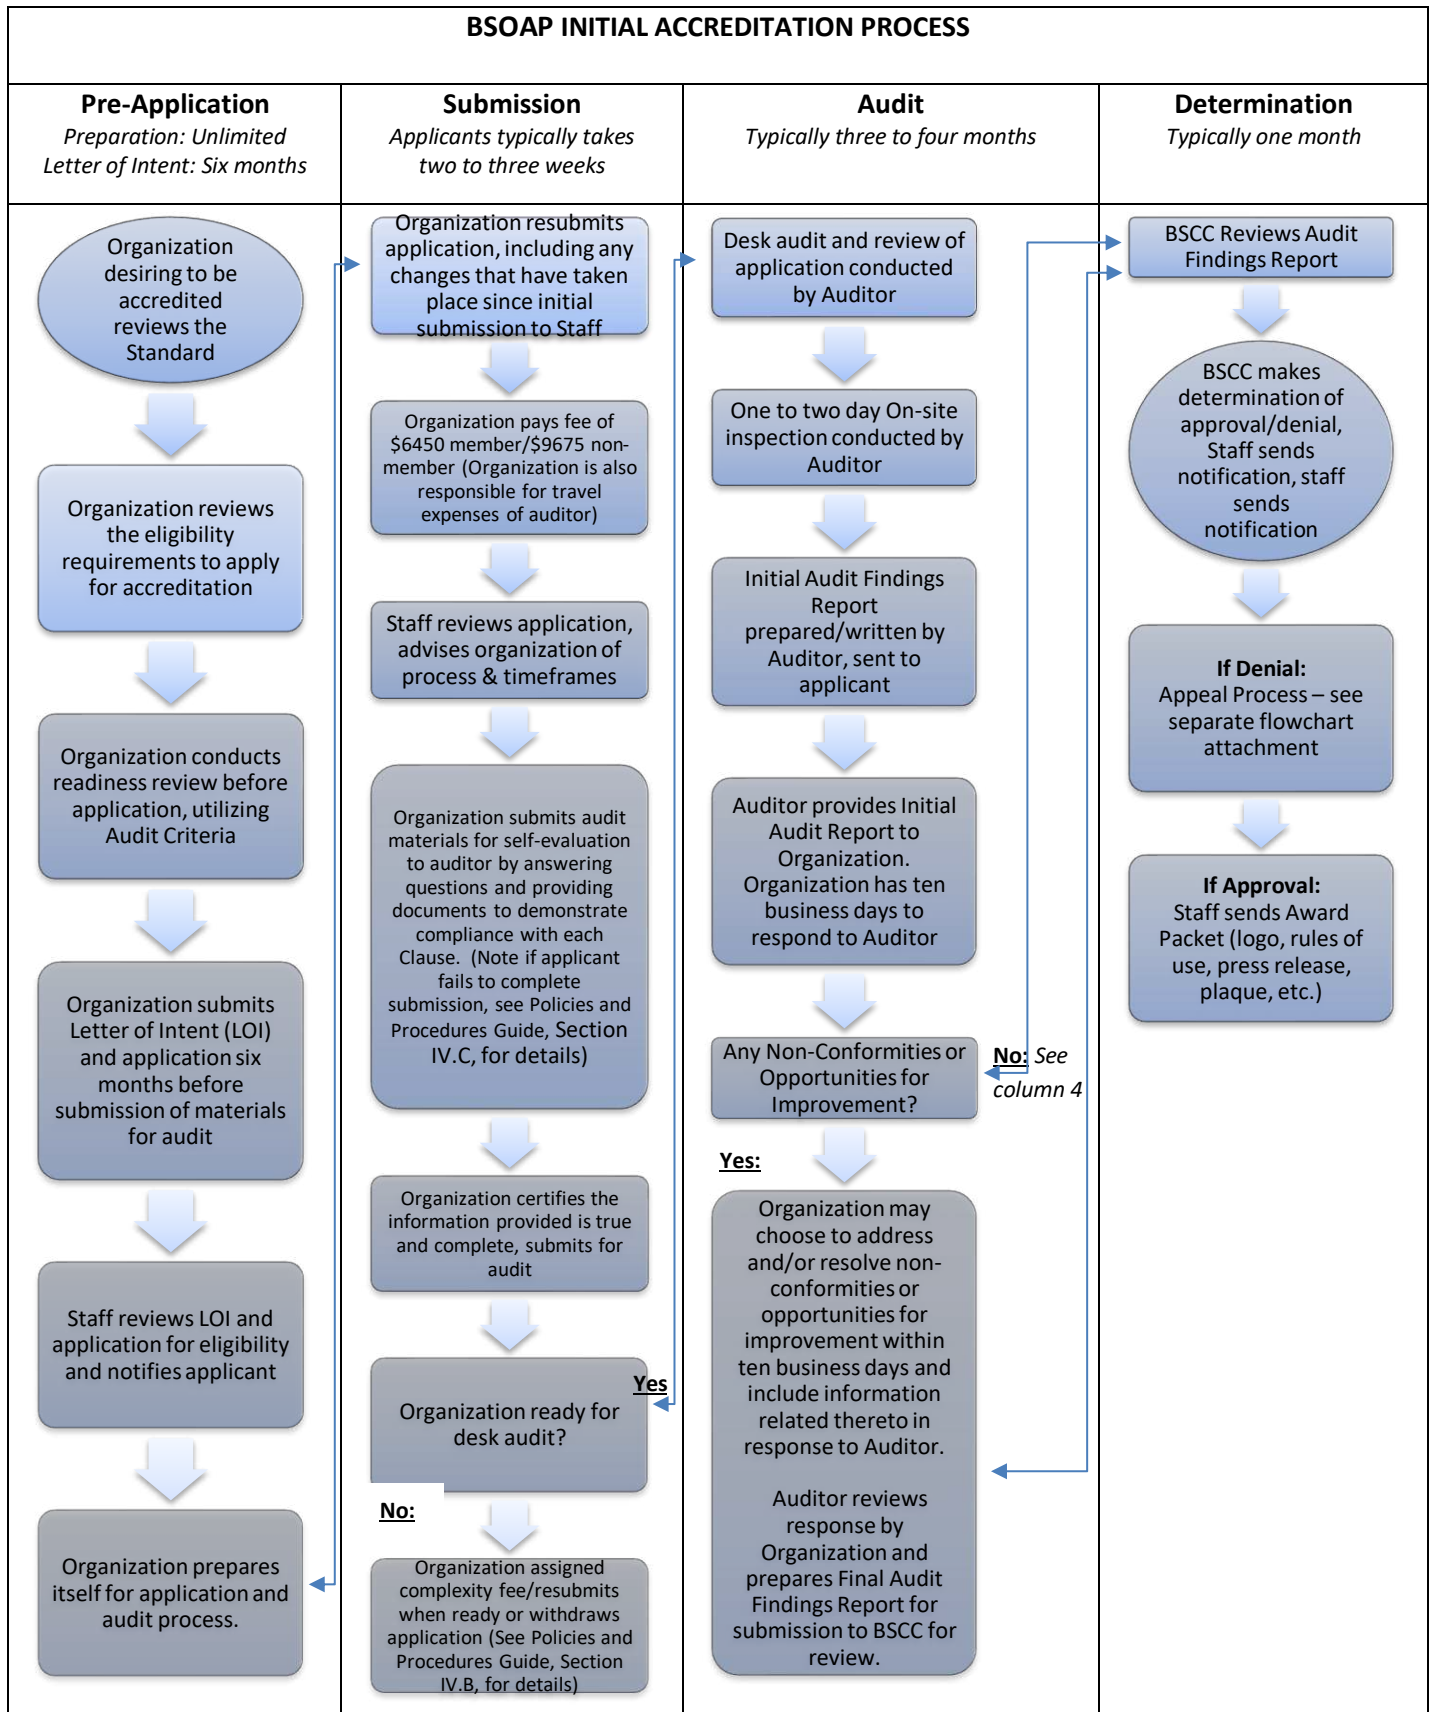 BSOAP INITIAL ACCREDITATION PROCESS
Pre-Application
Preparation: Unlimited
Letter of Intent: Six months
Organization
desiring to be
accredited
reviews the
Standard
Organization reviews
the eligibility
requirements to apply
for accreditation
Organization conducts
readiness review before
application, utilizing
Audit Criteria
Organization submits
Letter of Intent (LOI)
and application six
months before
submission of materials
for audit
Staff reviews LOI and
application for eligibility
and notifies applicant
Organization prepares
itself for application and
audit process.
Submission
Applicants typically takes
two to three weeks
Organization resubmits
application, including any
changes that have taken
place since initial
submission to Staff
Organization pays fee of
$6450 member/$9675 non-
member (Organization is also
responsible for travel
expenses of auditor)
Staff reviews application,
advises organization of
process & timeframes
Organization submits audit
materials for self-evaluation
to auditor by answering
questions and providing
documents to demonstrate
compliance with each
Clause.  (Note if applicant
fails to complete
submission, see Policies and
Procedures Guide, Section
IV.C, for details)
Organization certifies the
information provided is true
and complete, submits for
audit
Yes
Organization ready for
desk audit?
No:
Organization assigned
complexity fee/resubmits
when ready or withdraws
application (See Policies and
Procedures Guide, Section
IV.B, for details)
Audit
Typically three to four months
Desk audit and review of
application conducted
by Auditor
One to two day On-site
inspection conducted by
Auditor
Initial Audit Findings
Report
prepared/written by
Auditor, sent to
applicant
Auditor provides Initial
Audit Report to
Organization.
Organization has ten
business days to
respond to Auditor
Any Non-Conformities or
Opportunities for
Improvement?
No: See
column 4
Yes:
Organization may
choose to address
and/or resolve non-
conformities or
opportunities for
improvement within
ten business days and
include information
related thereto in
response to Auditor.
Auditor reviews
response by
Organization and
prepares Final Audit
Findings Report for
submission to BSCC for
review.
Determination
Typically one month
BSCC Reviews Audit
Findings Report
BSCC makes
determination of
approval/denial,
Staff sends
notification, staff
sends
notification
If Denial:
Appeal Process – see
separate flowchart
attachment
If Approval:
Staff sends Award
Packet (logo, rules of
use, press release,
plaque, etc.)